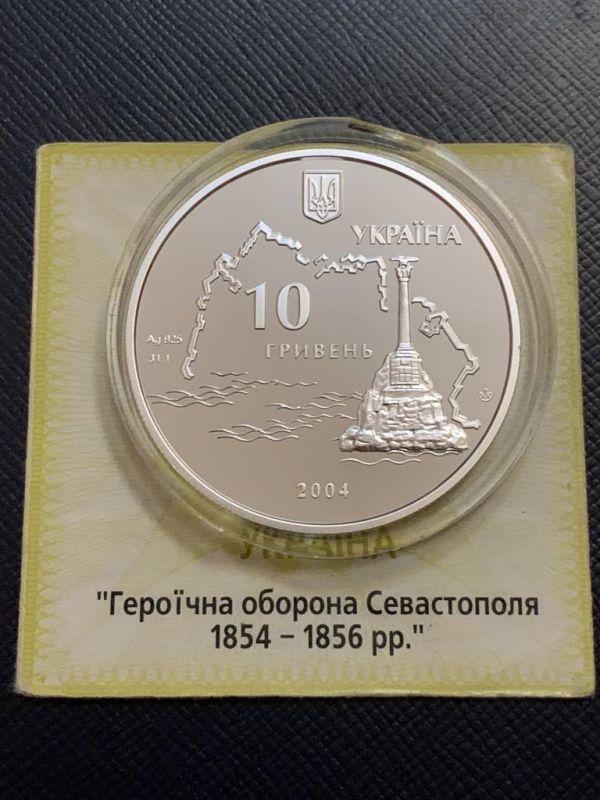 УКРАЇНА
10
ГРИВЕНЬ
Ag 925
31,1
2004
УКРАЇНА
"Героїчна оборона Севастополя
1854 – 1856 рр."